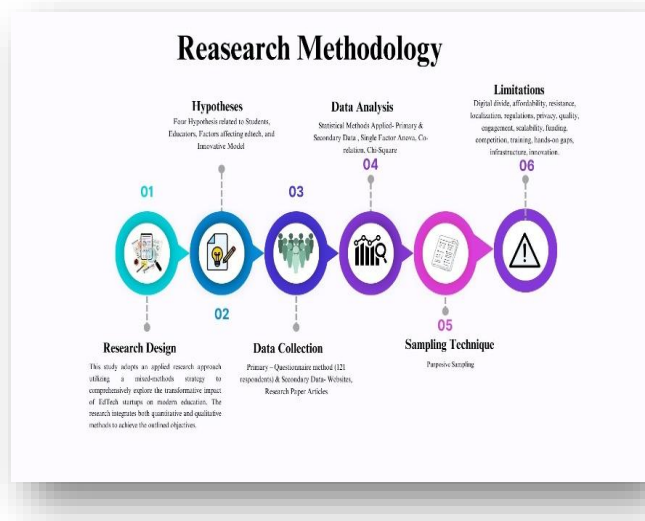 Reasearch Methodology
Hypotheses
Four Hypothesis related to Students,
Educators, Factors affecting edtech, and
Innovative Model
Data Analysis
Statistical Methods Applied- Primary &
Secondary Data , Single Factor Anova, Co-
relation, Chi-Square
04
Limitations
Digital divide, affordability, resistance,
localization, regulations, privacy, quality,
engagement, scalability, funding,
competition, training, hands-on gaps,
infrastructure, innovation.
06
01
03
02
05
Research Design
This study adopts an applied research approach
utilizing a mixed-methods strategy to
comprehensively explore the transformative impact
of EdTech startups on modern education. The
research integrates both quantitative and qualitative
methods to achieve the outlined objectives.
Data Collection
Primary – Questionnaire method (121
respondents) & Secondary Data- Websites,
Research Paper Articles
Sampling Technique
Purposive Sampling